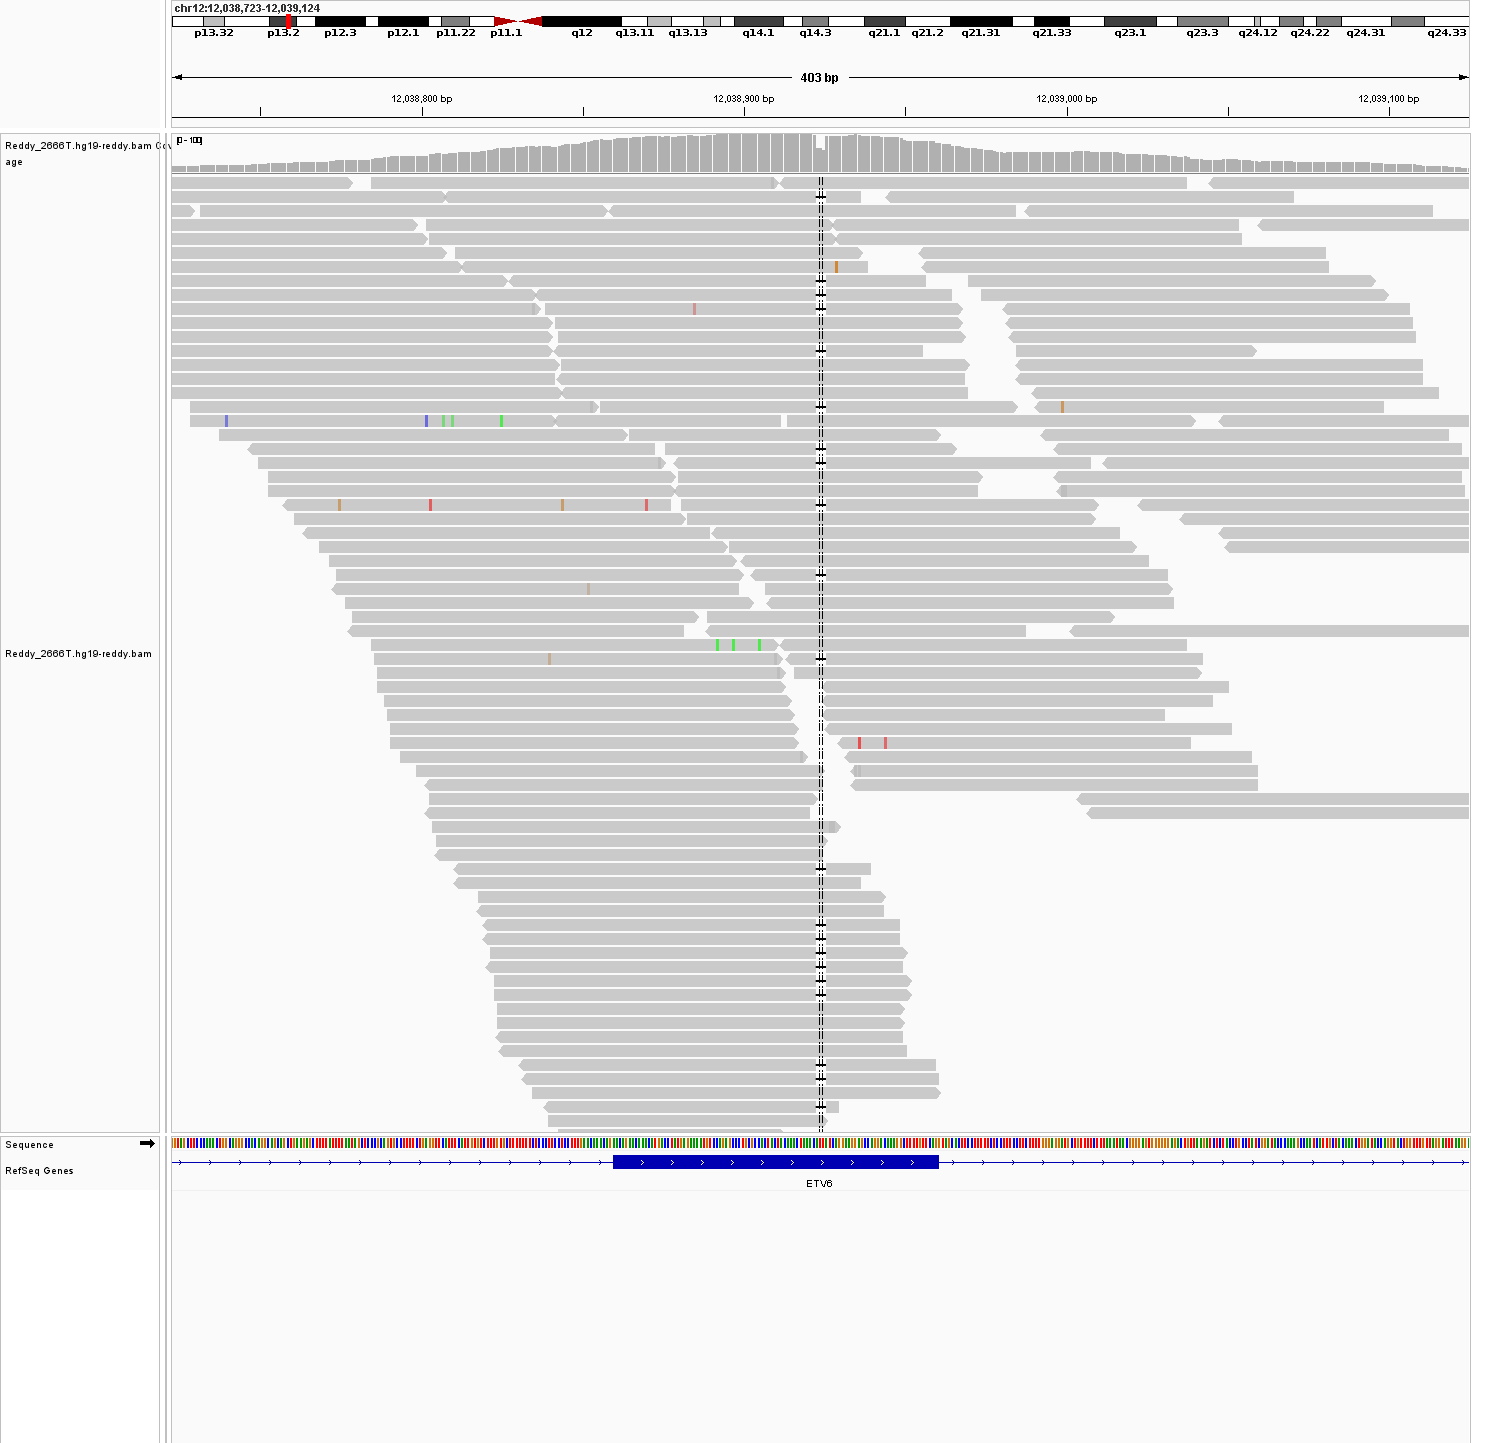 chr12:12,038,723-12,039,124
p13.32 p13.2 p12.3 p12.1 p11.22 p11.1 q12 q13.11 q13.13 q14.1 q14.3 q21.1 q21.2 q21.31 q21.33 q23.1 q23.3 q24.12 q24.22 q24.31 q24.33
403 bp
12,038,800 bp 12,038,900 bp 12,039,000 bp 12,039,100 bp
Reddy_2666T.hg19-reddy.bam Cov
age
[0 - 100]
Reddy_2666T.hg19-reddy.bam
Sequence
RefSeq Genes
ETV6